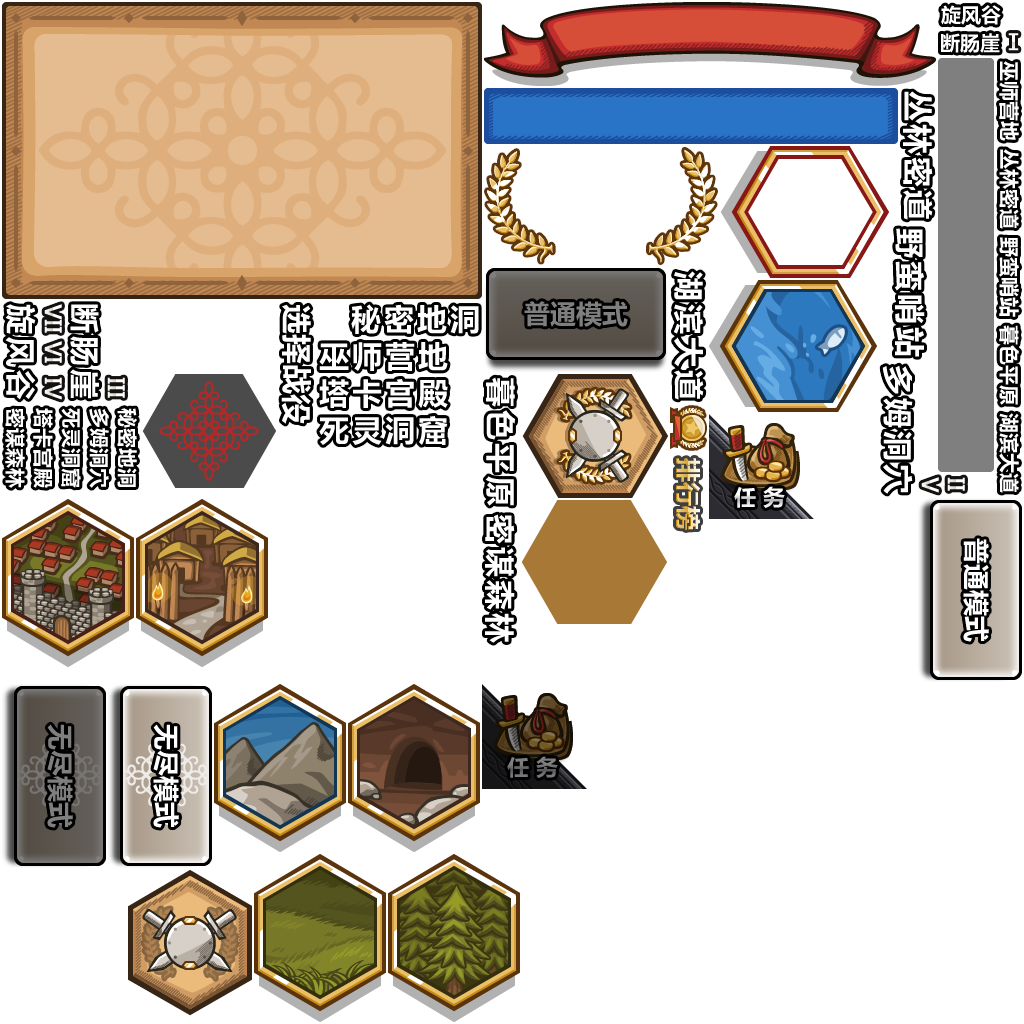 旋风谷
断肠崖 I
巫师营地 丛林密道 野蛮哨站 暮色平原 湖滨大道
丛林密道
野蛮哨站
多姆洞穴
II
V
普通模式
湖滨大道
排行榜
任务
断肠崖
III
VII VI IV
旋风谷
秘密地洞
多姆洞穴
死灵洞窟
塔卡宫殿
密谋森林
选择战役
秘密地洞
巫师营地
塔卡宫殿
死灵洞窟
暮色平原
密谋森林
普通模式
无尽模式
无尽模式
任务